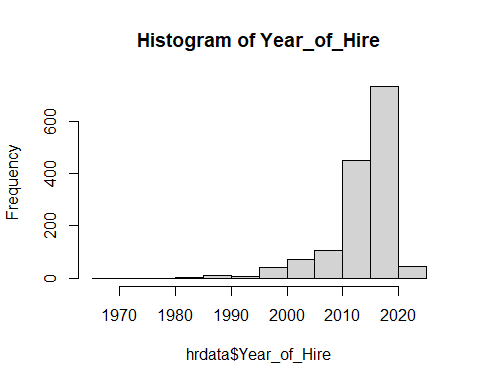 Histogram of Year_of_Hire
Frequency
600
400
200
0
1970 1980 1990 2000 2010 2020
hrdata$Year_of_Hire